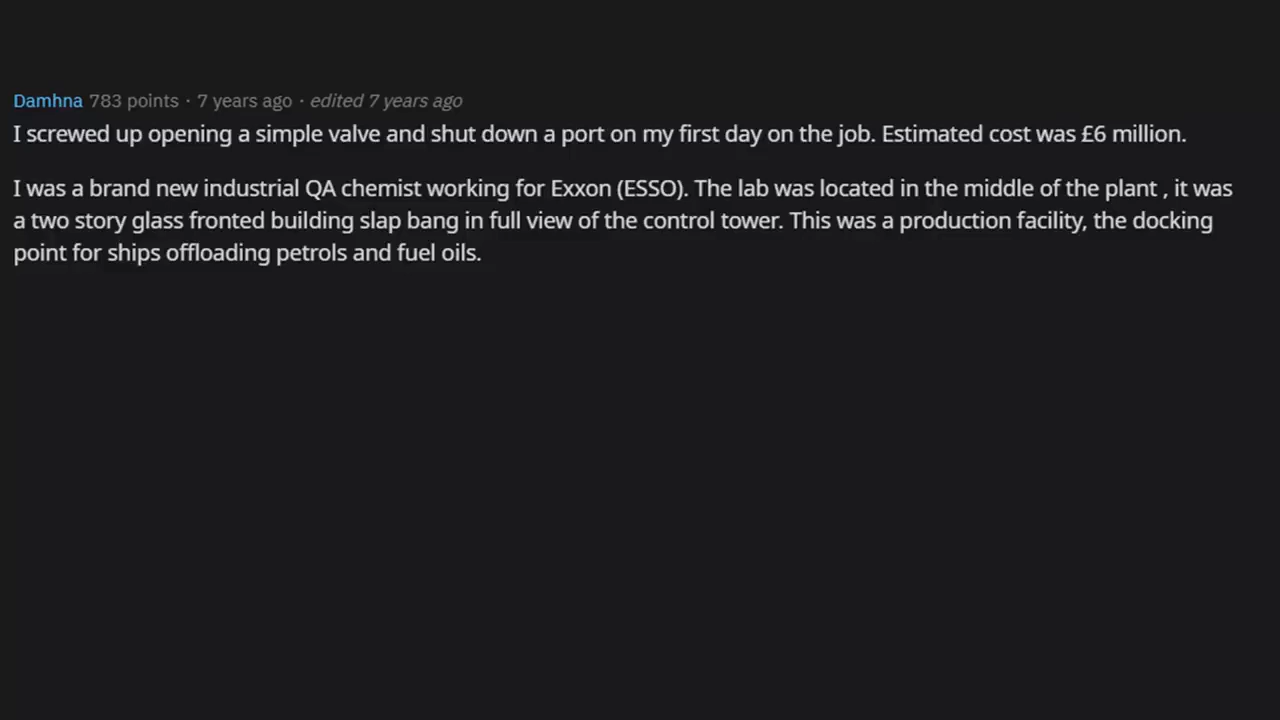 Damhna 783 points · 7 years ago · edited 7 years ago
I screwed up opening a simple valve and shut down a port on my first day on the job. Estimated cost was £6 million.
I was a brand new industrial QA chemist working for Exxon (ESSO). The lab was located in the middle of the plant , it was
a two story glass fronted building slap bang in full view of the control tower. This was a production facility, the docking
point for ships offloading petrols and fuel oils.